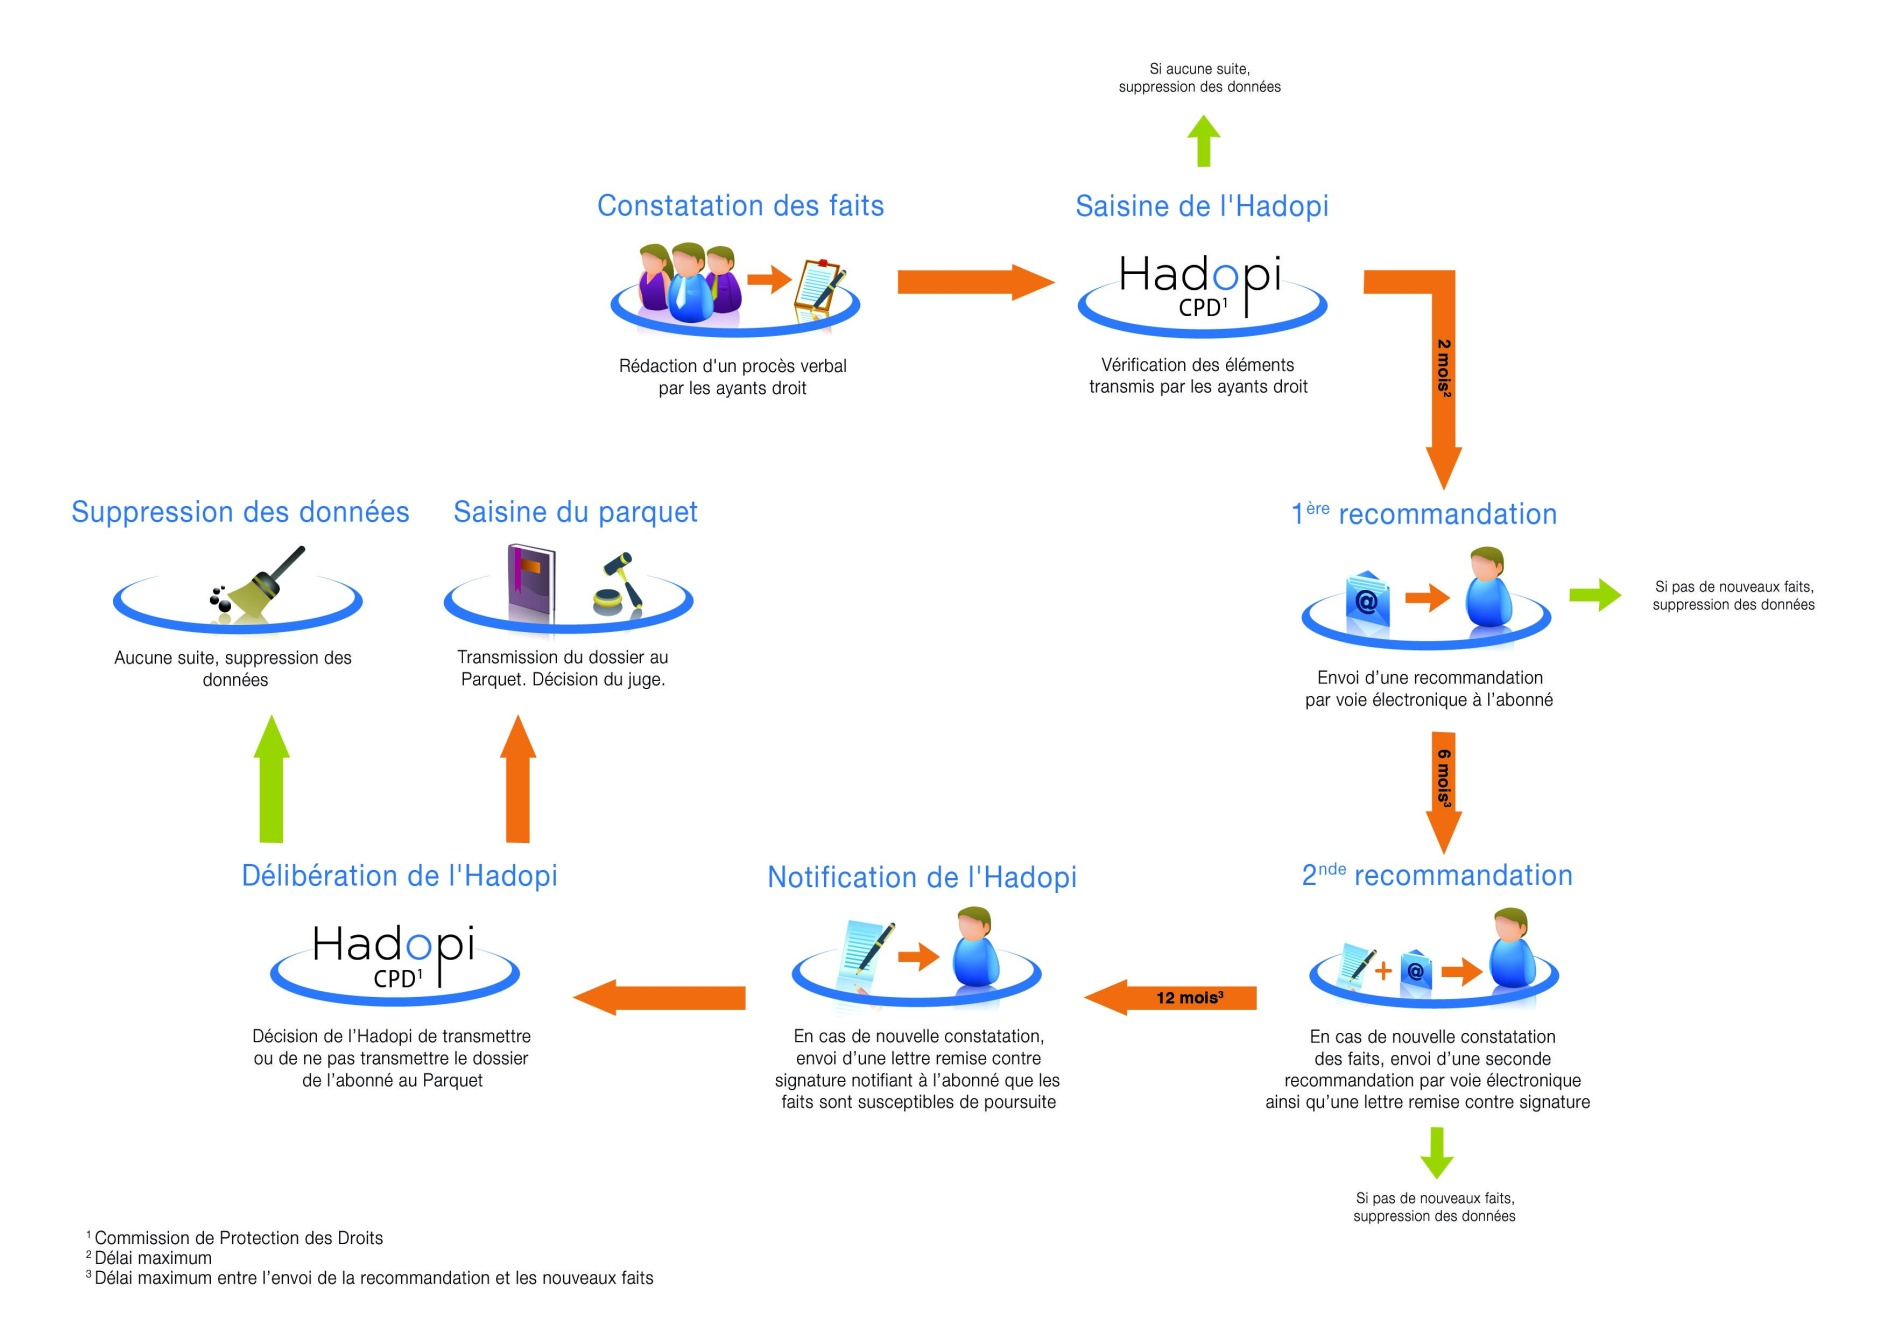 Si aucune suite,
suppression des données
Constatation des faits
Rédaction d'un procès verbal
par les ayants droit
Saisine de l'Hadopi
Hadopi
CPD¹
Vérification des éléments
transmis par les ayants droit
2 mois²
1ère recommandation
@
Envoi d’une recommandation
par voie électronique à l’abonné
Si pas de nouveaux faits,
suppression des données
6 mois³
2nde recommandation
+ @
En cas de nouvelle constatation
des faits, envoi d’une seconde
recommandation par voie électronique
ainsi qu’une lettre remise contre signature
Si pas de nouveaux faits,
suppression des données
12 mois³
Notification de l'Hadopi
En cas de nouvelle constatation,
envoi d’une lettre remise contre
signature notifiant à l’abonné que les
faits sont susceptibles de poursuite
Délibération de l'Hadopi
Hadopi
CPD¹
Décision de l’Hadopi de transmettre
ou de ne pas transmettre le dossier
de l’abonné au Parquet
Suppression des données
Aucune suite, suppression des
données
Saisine du parquet
Transmission du dossier au
Parquet. Décision du juge.
¹ Commission de Protection des Droits
² Délai maximum
³ Délai maximum entre l’envoi de la recommandation et les nouveaux faits